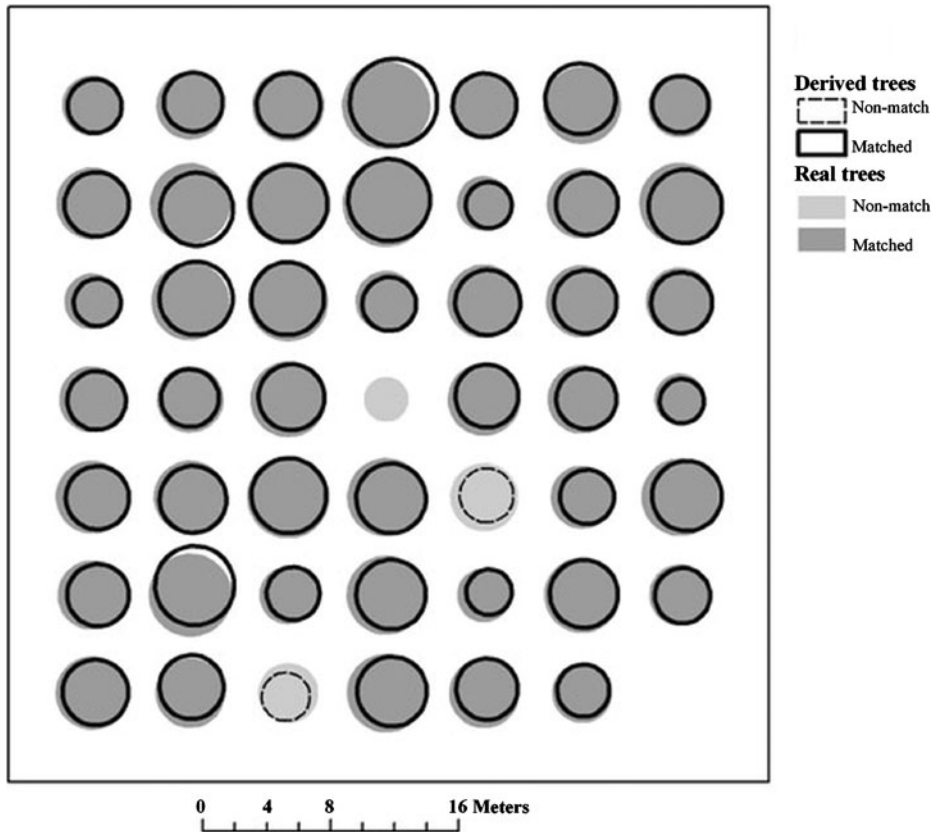 Derived trees
Non-match
Matched
Real trees
Non-match
Matched
0 4 8 16 Meters